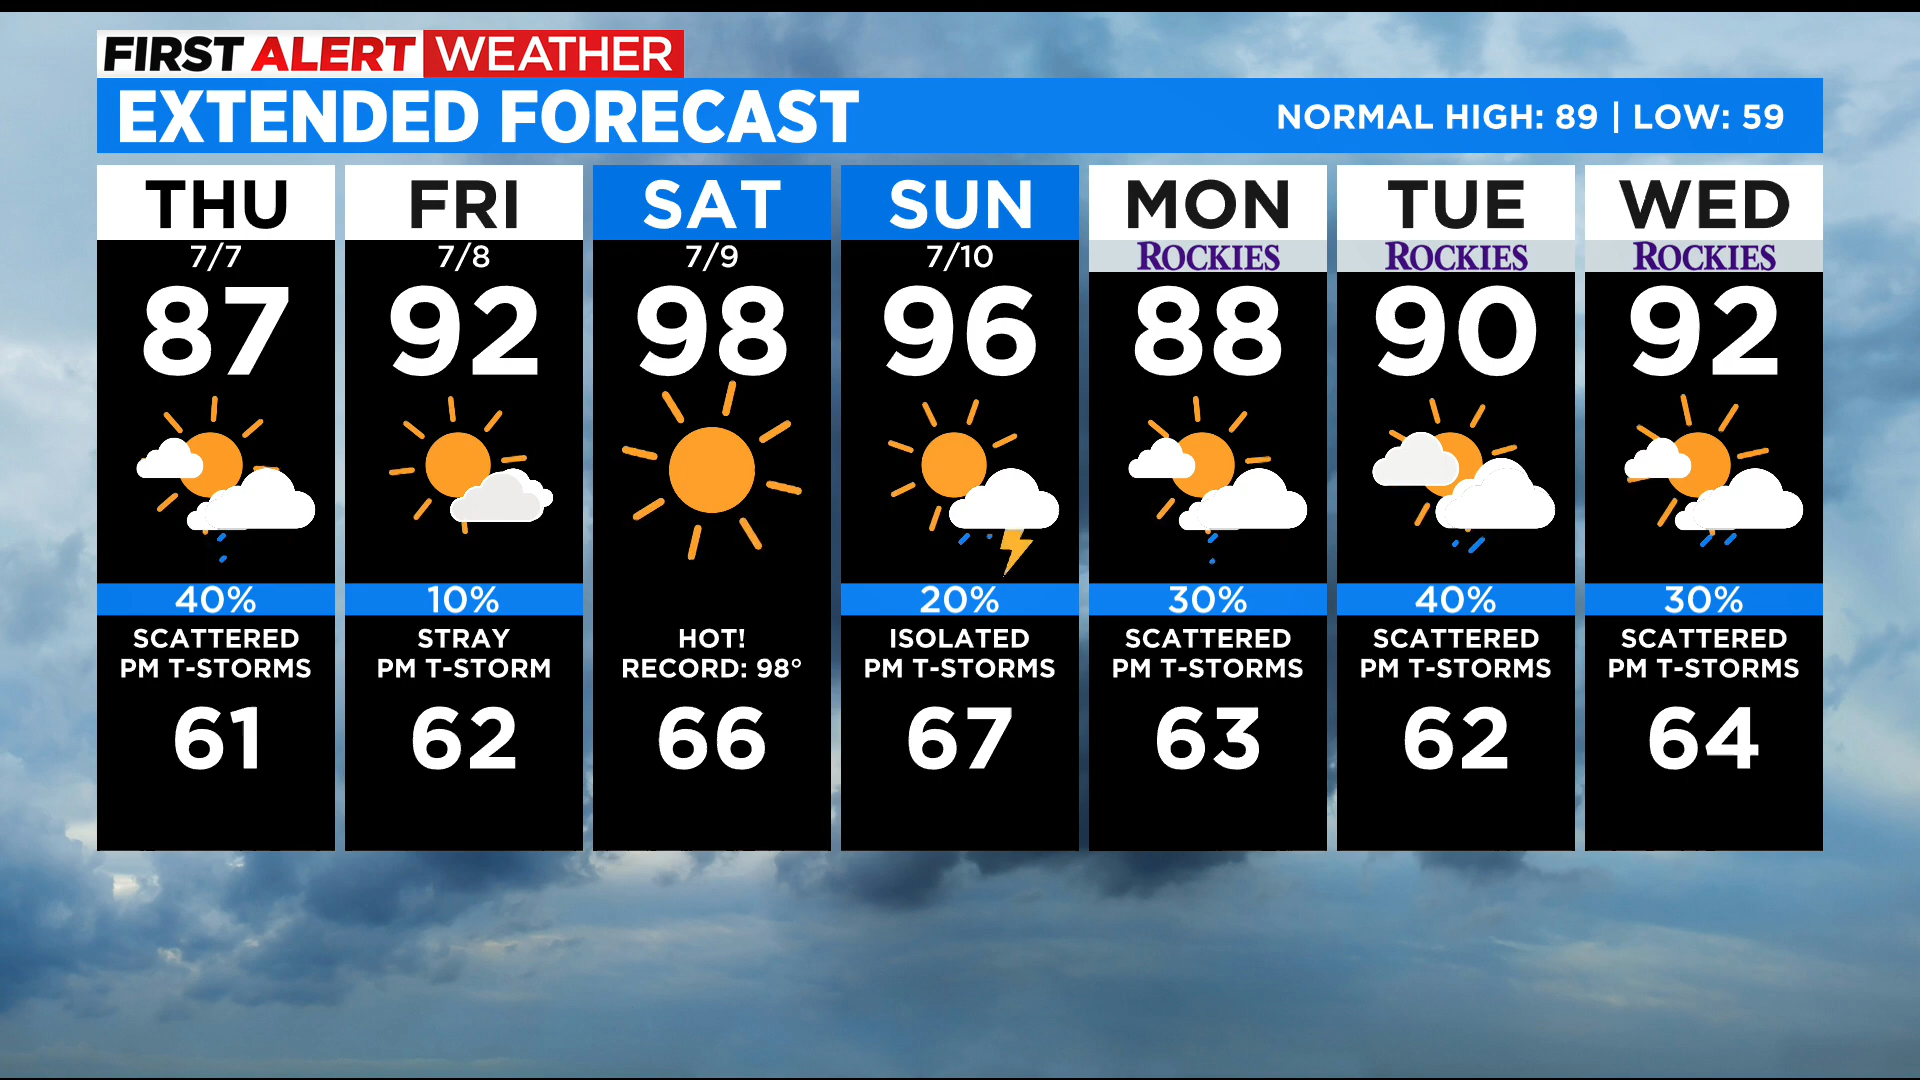 FIRST ALERT WEATHER
EXTENDED FORECAST
NORMAL HIGH: 89 | LOW: 59
THU
7/7
87
40%
SCATTERED
PM T-STORMS
61
FRI
7/8
92
10%
STRAY
PM T-STORM
62
SAT
7/9
98
HOT!
RECORD: 98°
66
SUN
7/10
96
20%
ISOLATED
PM T-STORMS
67
MON
ROCKIES
88
30%
SCATTERED
PM T-STORMS
63
TUE
ROCKIES
90
40%
SCATTERED
PM T-STORMS
62
WED
ROCKIES
92
30%
SCATTERED
PM T-STORMS
64